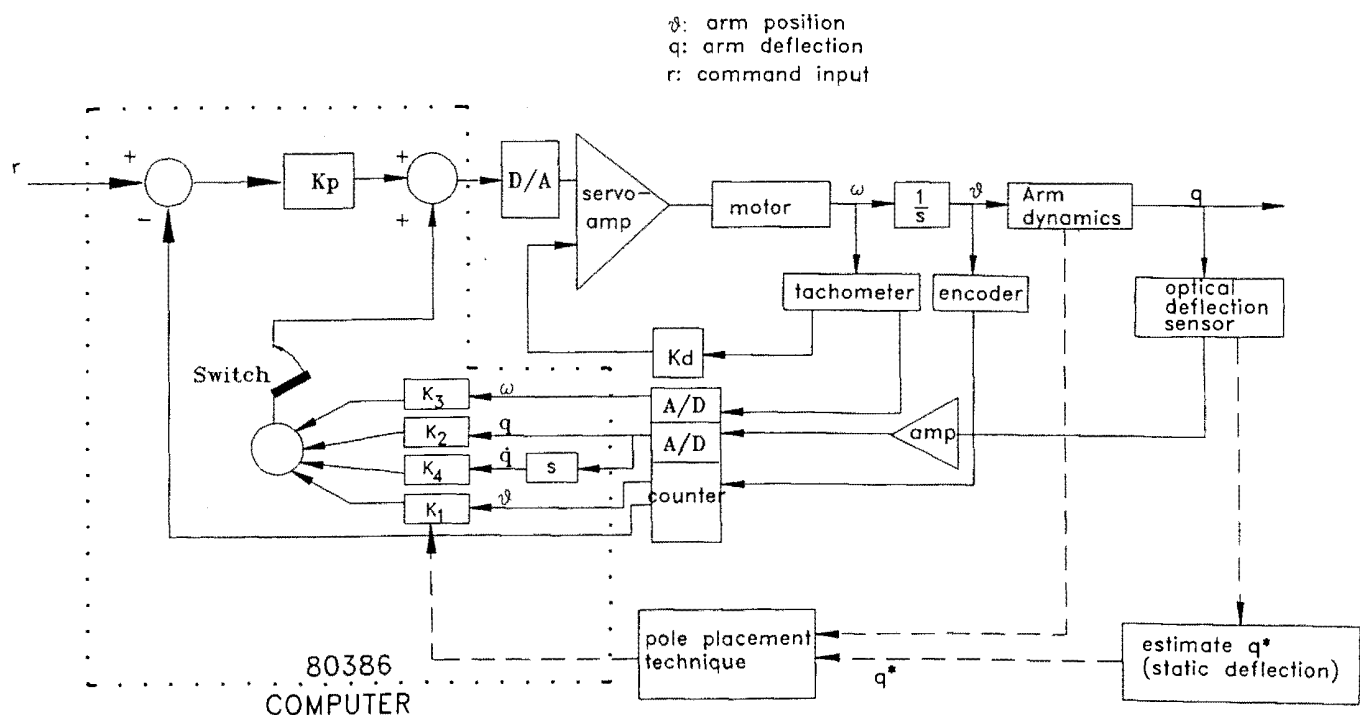 ϑ: arm position
q: arm deflection
r: command input
r
+
-
Kp
+
+
D/A
servo-
amp
motor
ω
1
s
ϑ
Arm
dynamics
q
tachometer
encoder
optical
deflection
sensor
Kd
Switch
K3
ω
A/D
K2
q
A/D
amp
K4
q̇
s
counter
K1
ϑ
pole placement
technique
q*
estimate q*
(static deflection)
80386
COMPUTER